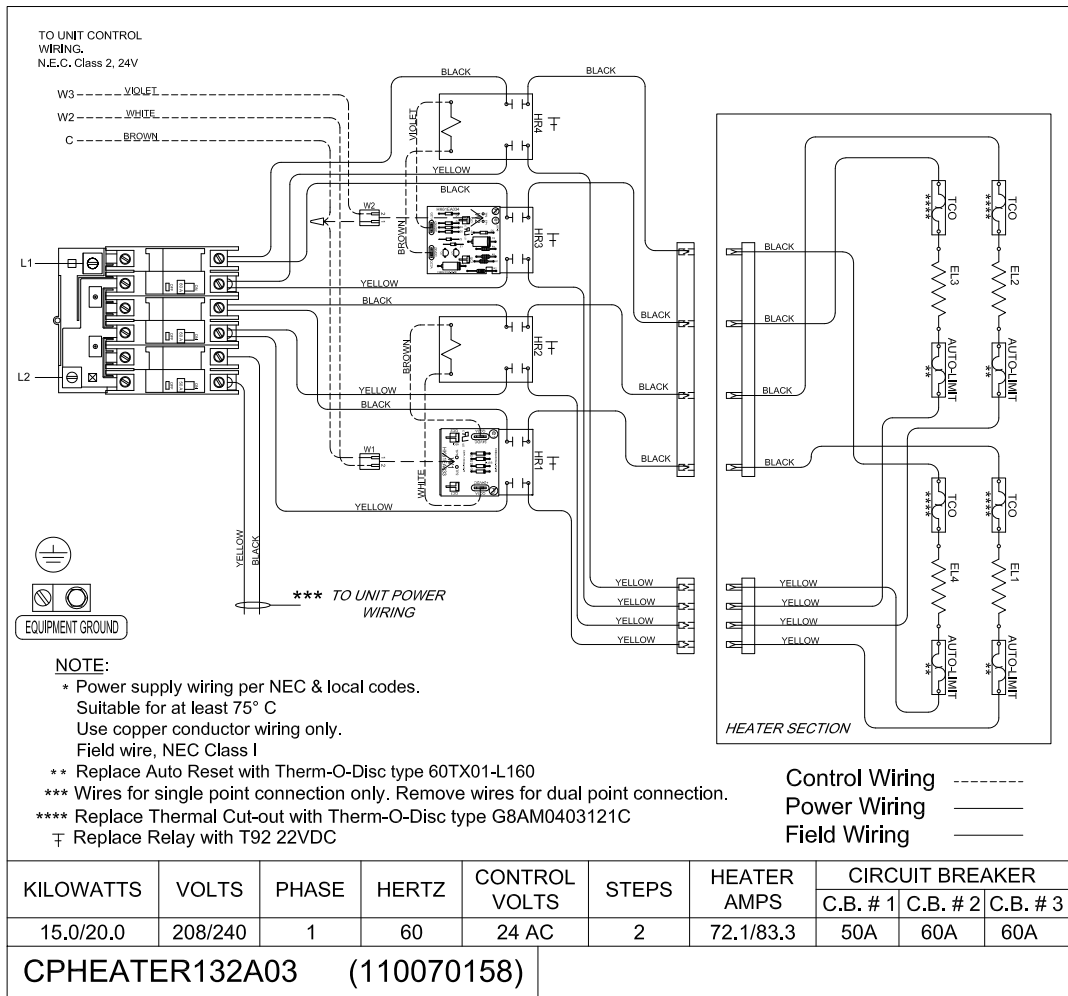 TO UNIT CONTROL
WIRING.
N.E.C. Class 2, 24V
W3
VIOLET
W2
WHITE
C
BROWN
BLACK
BLACK
VIOLET
HR4
YELLOW
BLACK
W2
BROWN
HR3
YELLOW
BLACK
BLACK
BLACK
BROWN
HR2
YELLOW
BLACK
BLACK
W1
HR1
BLACK
WHITE
YELLOW
L1
L2
YELLOW
BLACK
*** TO UNIT POWER
WIRING
EQUIPMENT GROUND
YELLOW
YELLOW
YELLOW
YELLOW
BLACK
BLACK
BLACK
BLACK
YELLOW
YELLOW
YELLOW
YELLOW
TCO
****
TCO
****
EL3
EL2
AUTO-LIMIT
**
AUTO-LIMIT
**
TCO
****
TCO
****
EL4
EL1
AUTO-LIMIT
**
AUTO-LIMIT
**
HEATER SECTION
NOTE:
* Power supply wiring per NEC & local codes.
Suitable for at least 75° C
Use copper conductor wiring only.
Field wire, NEC Class I
** Replace Auto Reset with Therm-O-Disc type 60TX01-L160
*** Wires for single point connection only. Remove wires for dual point connection.
**** Replace Thermal Cut-out with Therm-O-Disc type G8AM0403121C
Replace Relay with T92 22VDC
Control Wiring
Power Wiring
Field Wiring
KILOWATTS VOLTS PHASE HERTZ CONTROL VOLTS STEPS HEATER AMPS CIRCUIT BREAKER
C.B. # 1 C.B. # 2 C.B. # 3
15.0/20.0 208/240 1 60 24 AC 2 72.1/83.3 50A 60A 60A
CPHEATER132A03 (110070158)